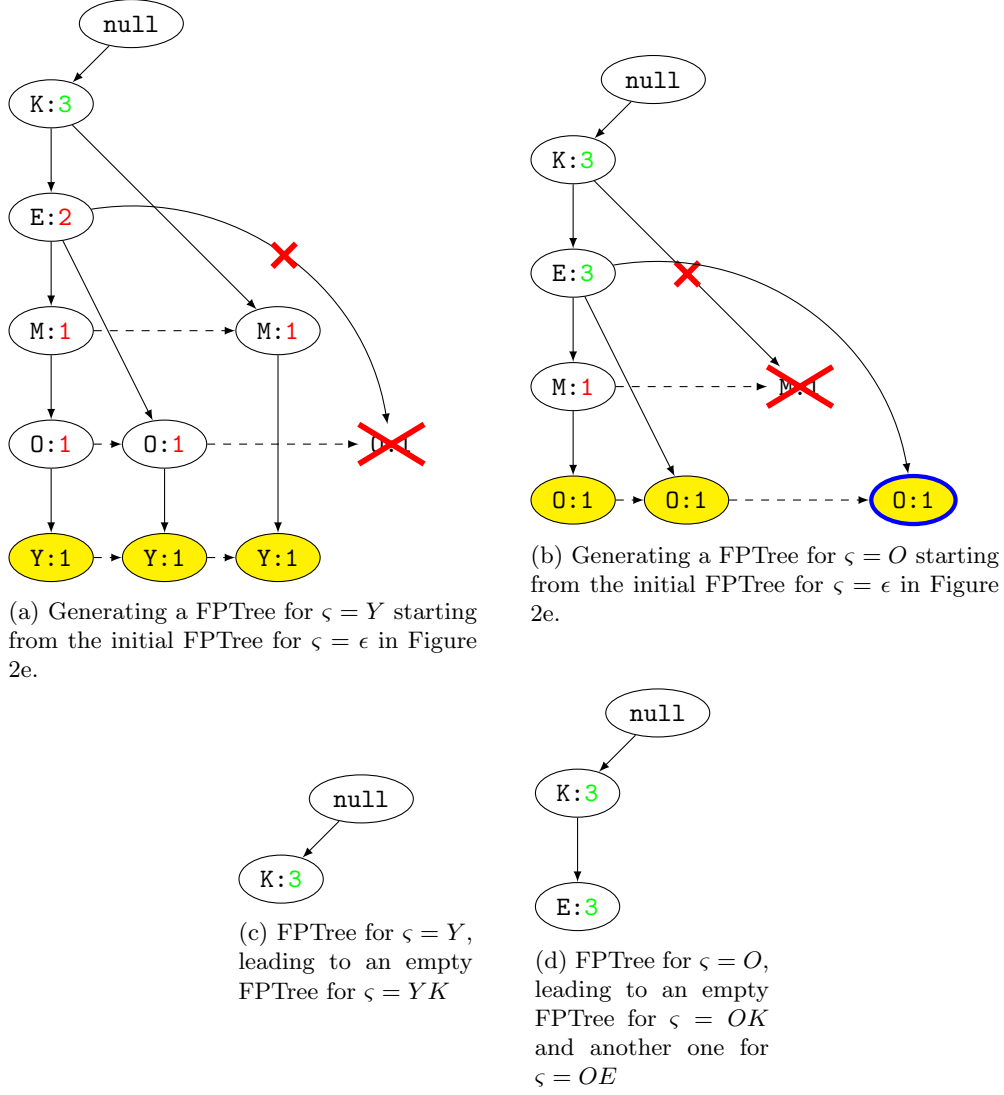 null
K:3
E:2
M:1
M:1
O:1
O:1
O:1
Y:1
Y:1
Y:1
(a) Generating a FPTree for ς = Y starting
from the initial FPTree for ς = ϵ in Figure
2e.
null
K:3
E:3
M:1
M:1
O:1
O:1
O:1
(b) Generating a FPTree for ς = O starting
from the initial FPTree for ς = ϵ in Figure
2e.
null
K:3
(c) FPTree for ς = Y,
leading to an empty
FPTree for ς = YK
null
K:3
E:3
(d) FPTree for ς = O,
leading to an empty
FPTree for ς = OK
and another one for
ς = OE